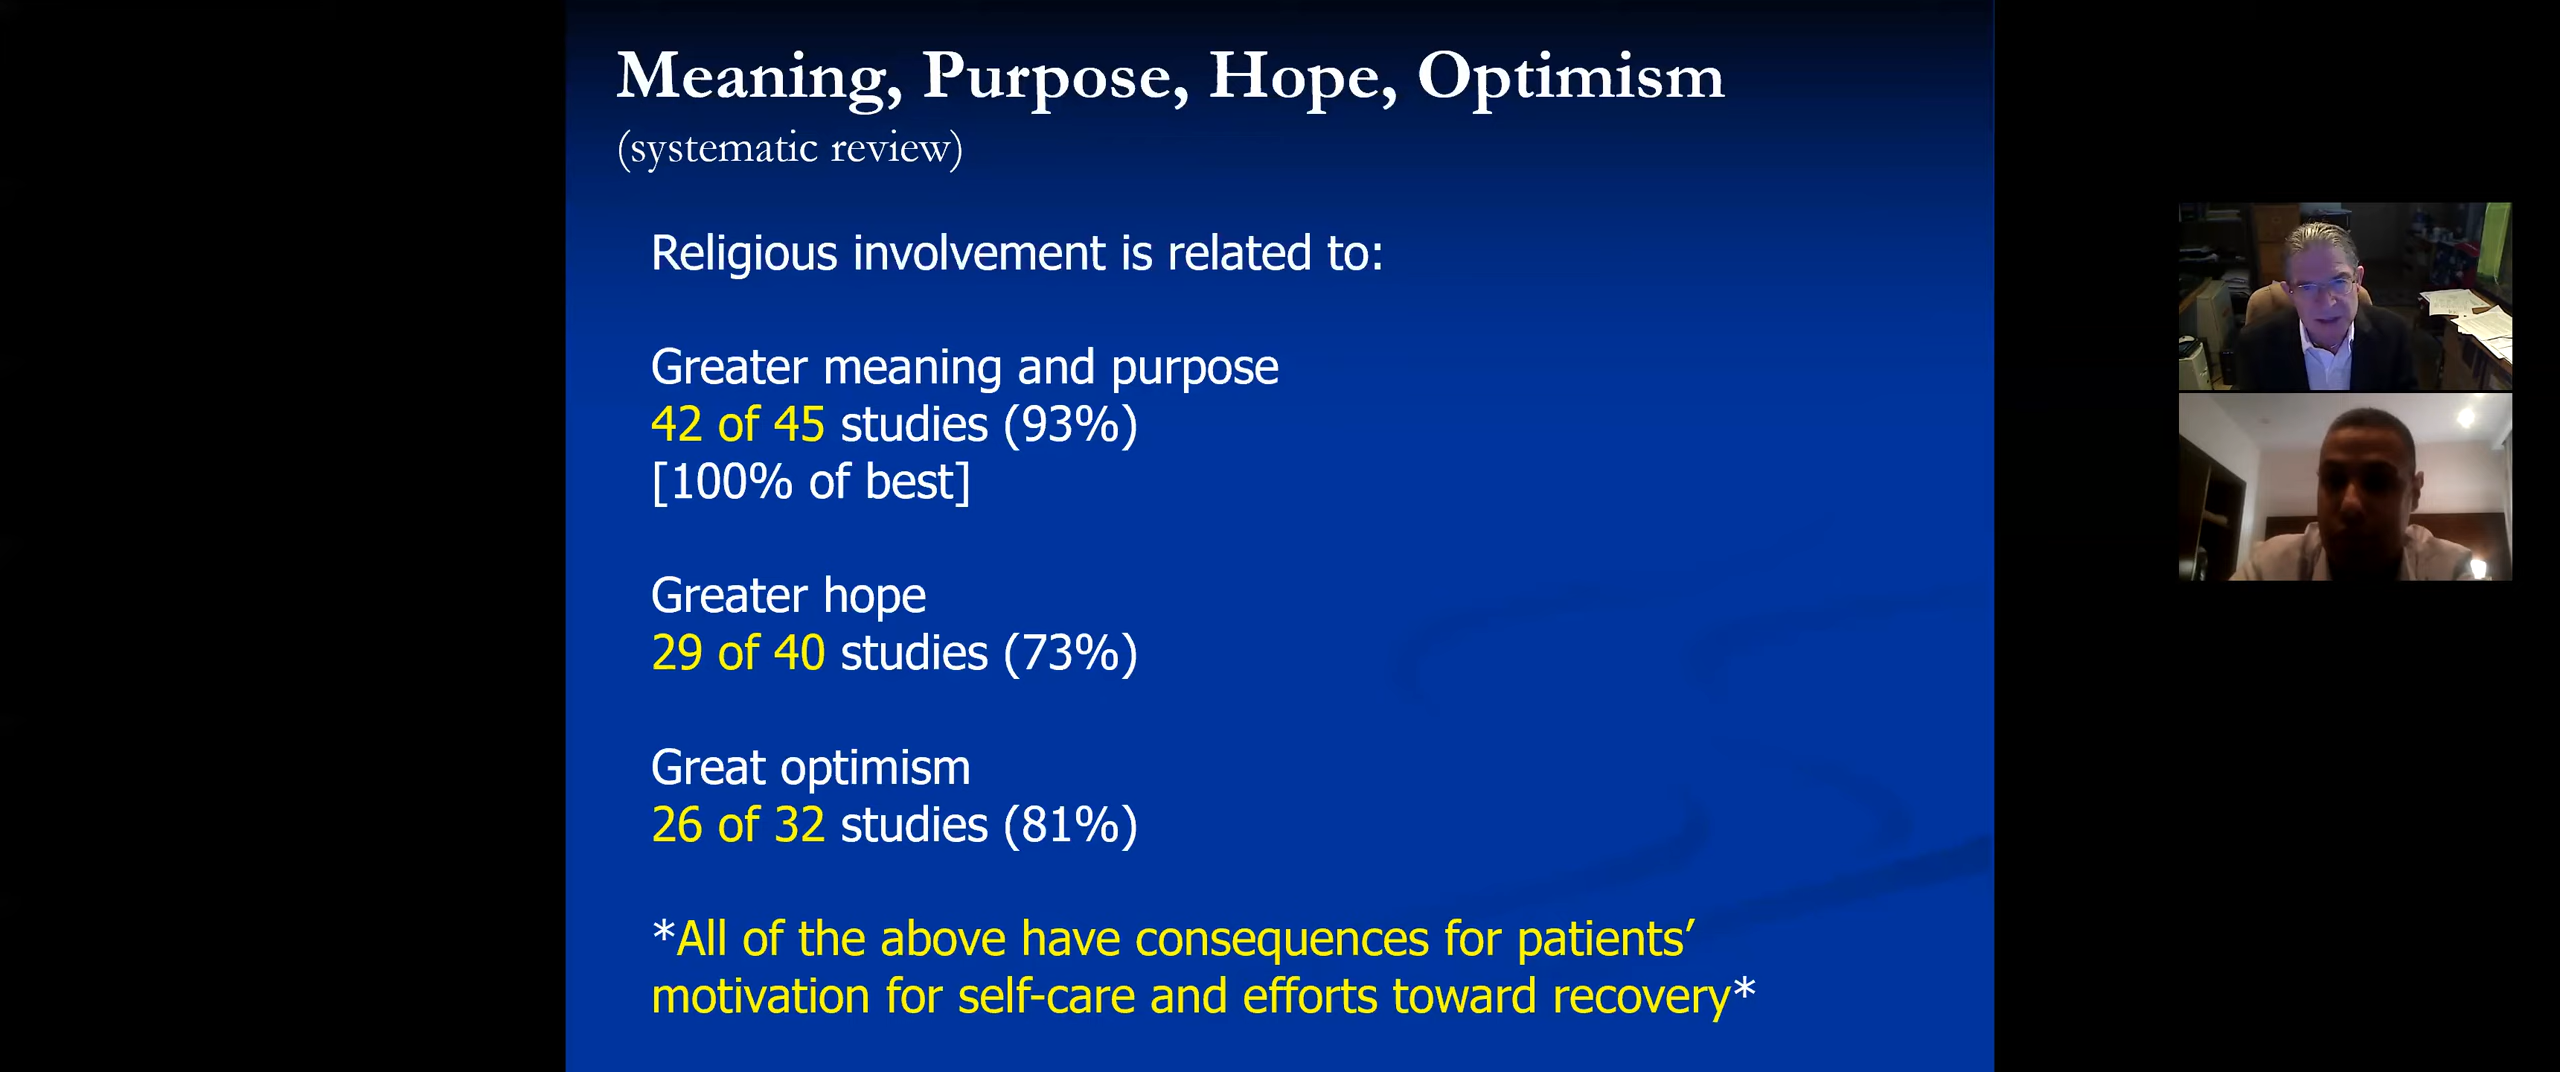 Meaning, Purpose, Hope, Optimism
(systematic review)
Religious involvement is related to:
Greater meaning and purpose
42 of 45 studies (93%)
[100% of best]
Greater hope
29 of 40 studies (73%)
Great optimism
26 of 32 studies (81%)
*All of the above have consequences for patients’
motivation for self-care and efforts toward recovery*